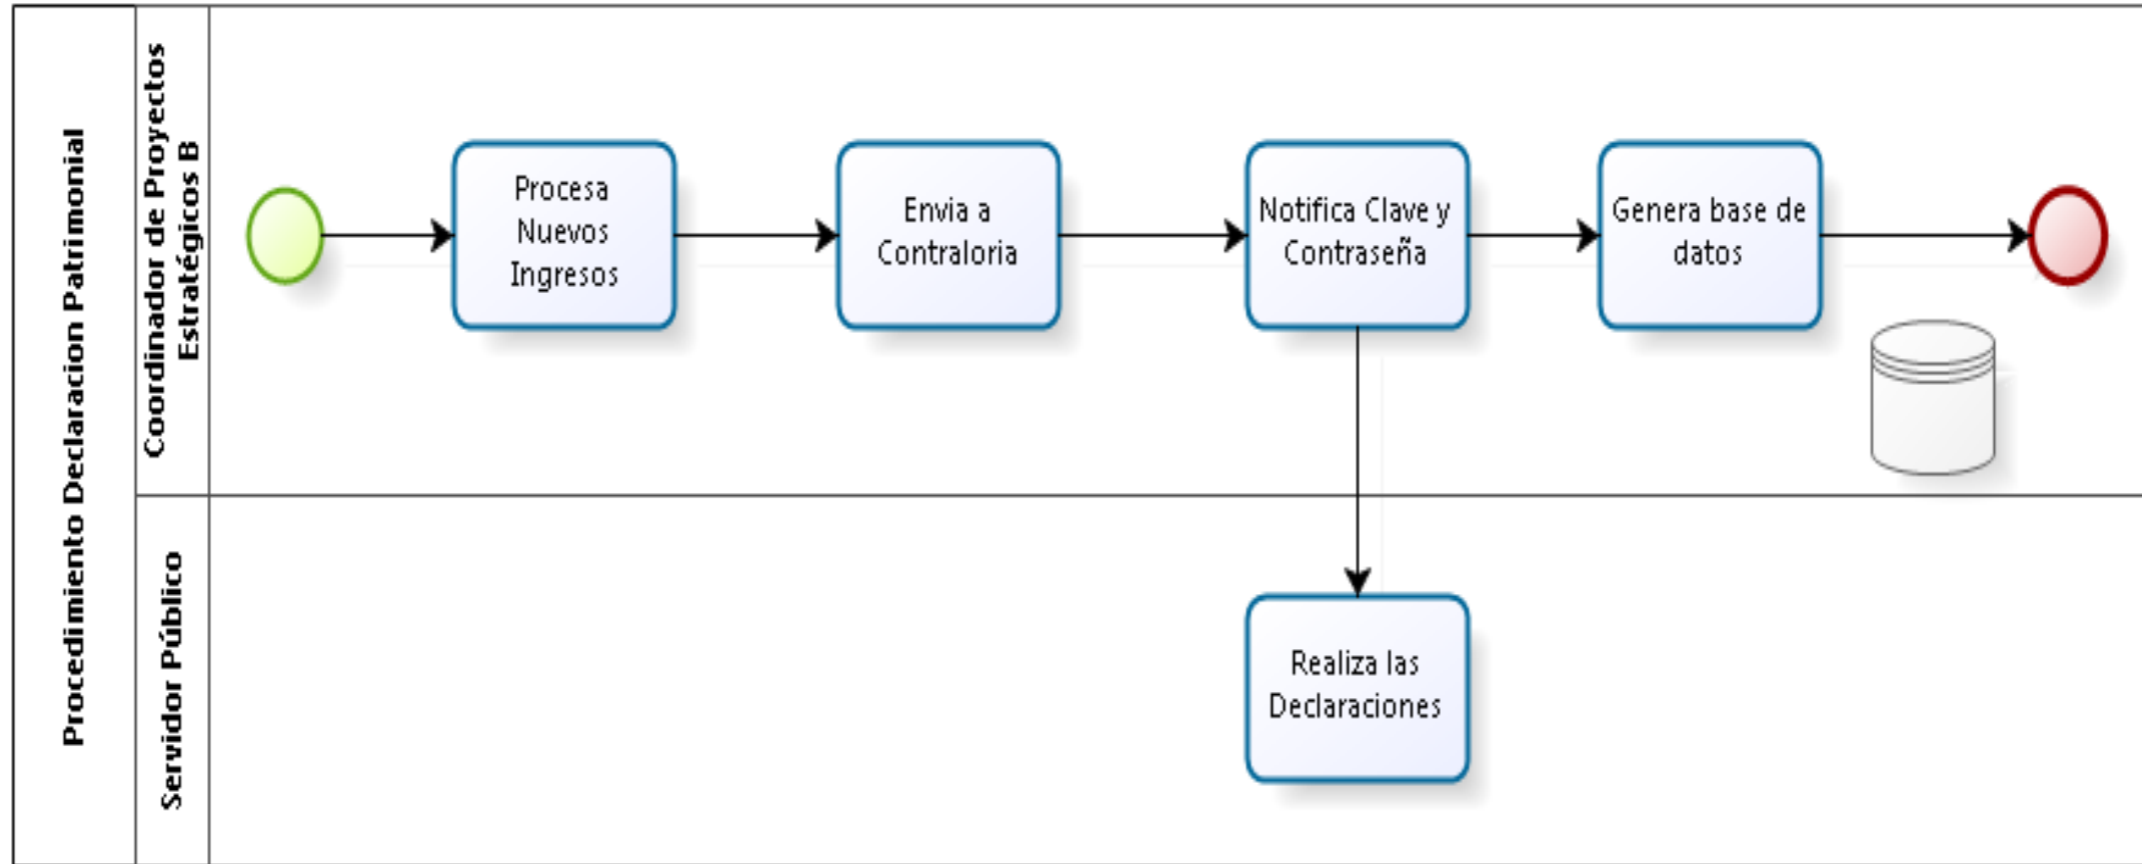 Procedimiento Declaracion Patrimonial
Coordinador de Proyectos
Estratégicos B
Procesa
Nuevos
Ingresos
Envia a
Contraloria
Notifica Clave y
Contraseña
Genera base de
datos
Servidor Público
Realiza las
Declaraciones